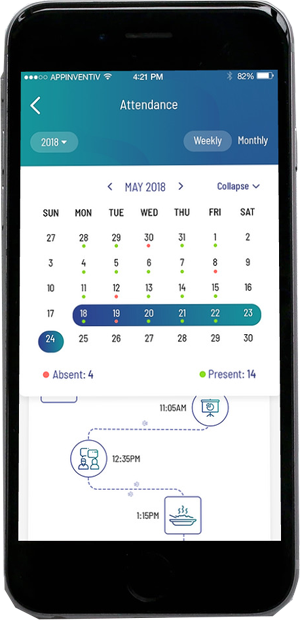 APPINVENTIV 4:21 PM 82%
Attendance
2018 Weekly Monthly
MAY 2018 Collapse
SUN MON TUE WED THU FRI SAT
27 28 29 30 31 1 2
3 4 5 6 7 8 9
10 11 12 13 14 15 16
17 18 19 20 21 22 23
24 25 26 27 28 29 30
Absent: 4 Present: 14
11:05AM
12:35PM
1:15PM